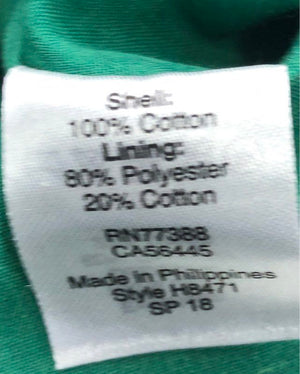 Shell:
100% Cotton
Lining:
80% Polyester
20% Cotton
RN77388
CA56445
Made in Philippines
Style H8471
SP 18